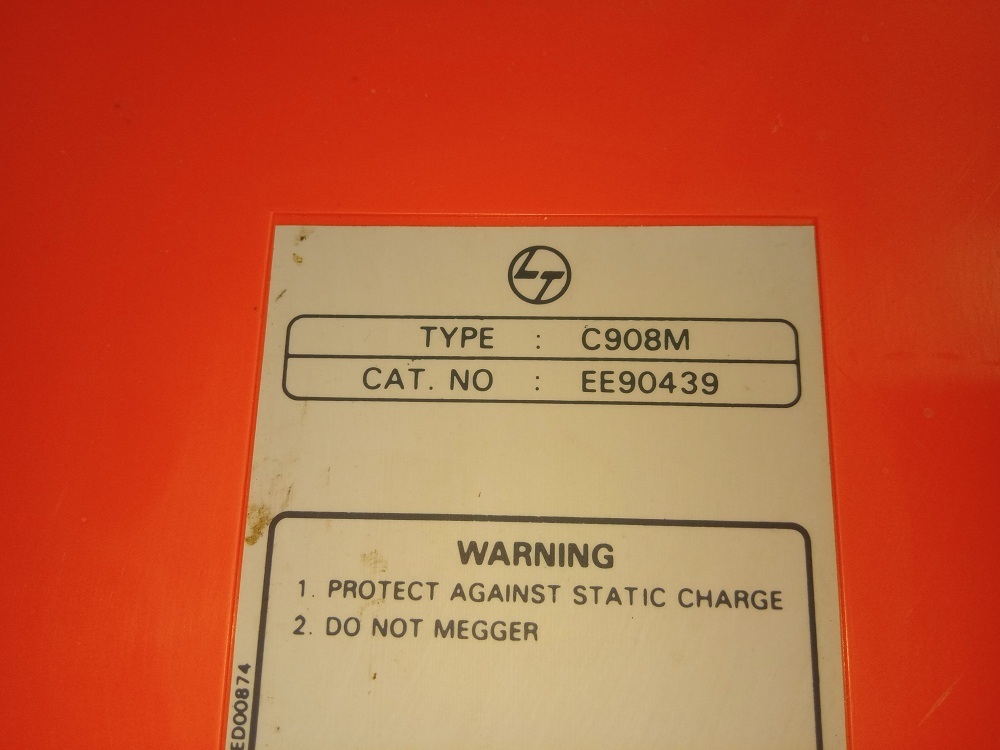 LT
TYPE : C908M
CAT. NO : EE90439
WARNING
1. PROTECT AGAINST STATIC CHARGE
2. DO NOT MEGGER
ED00874